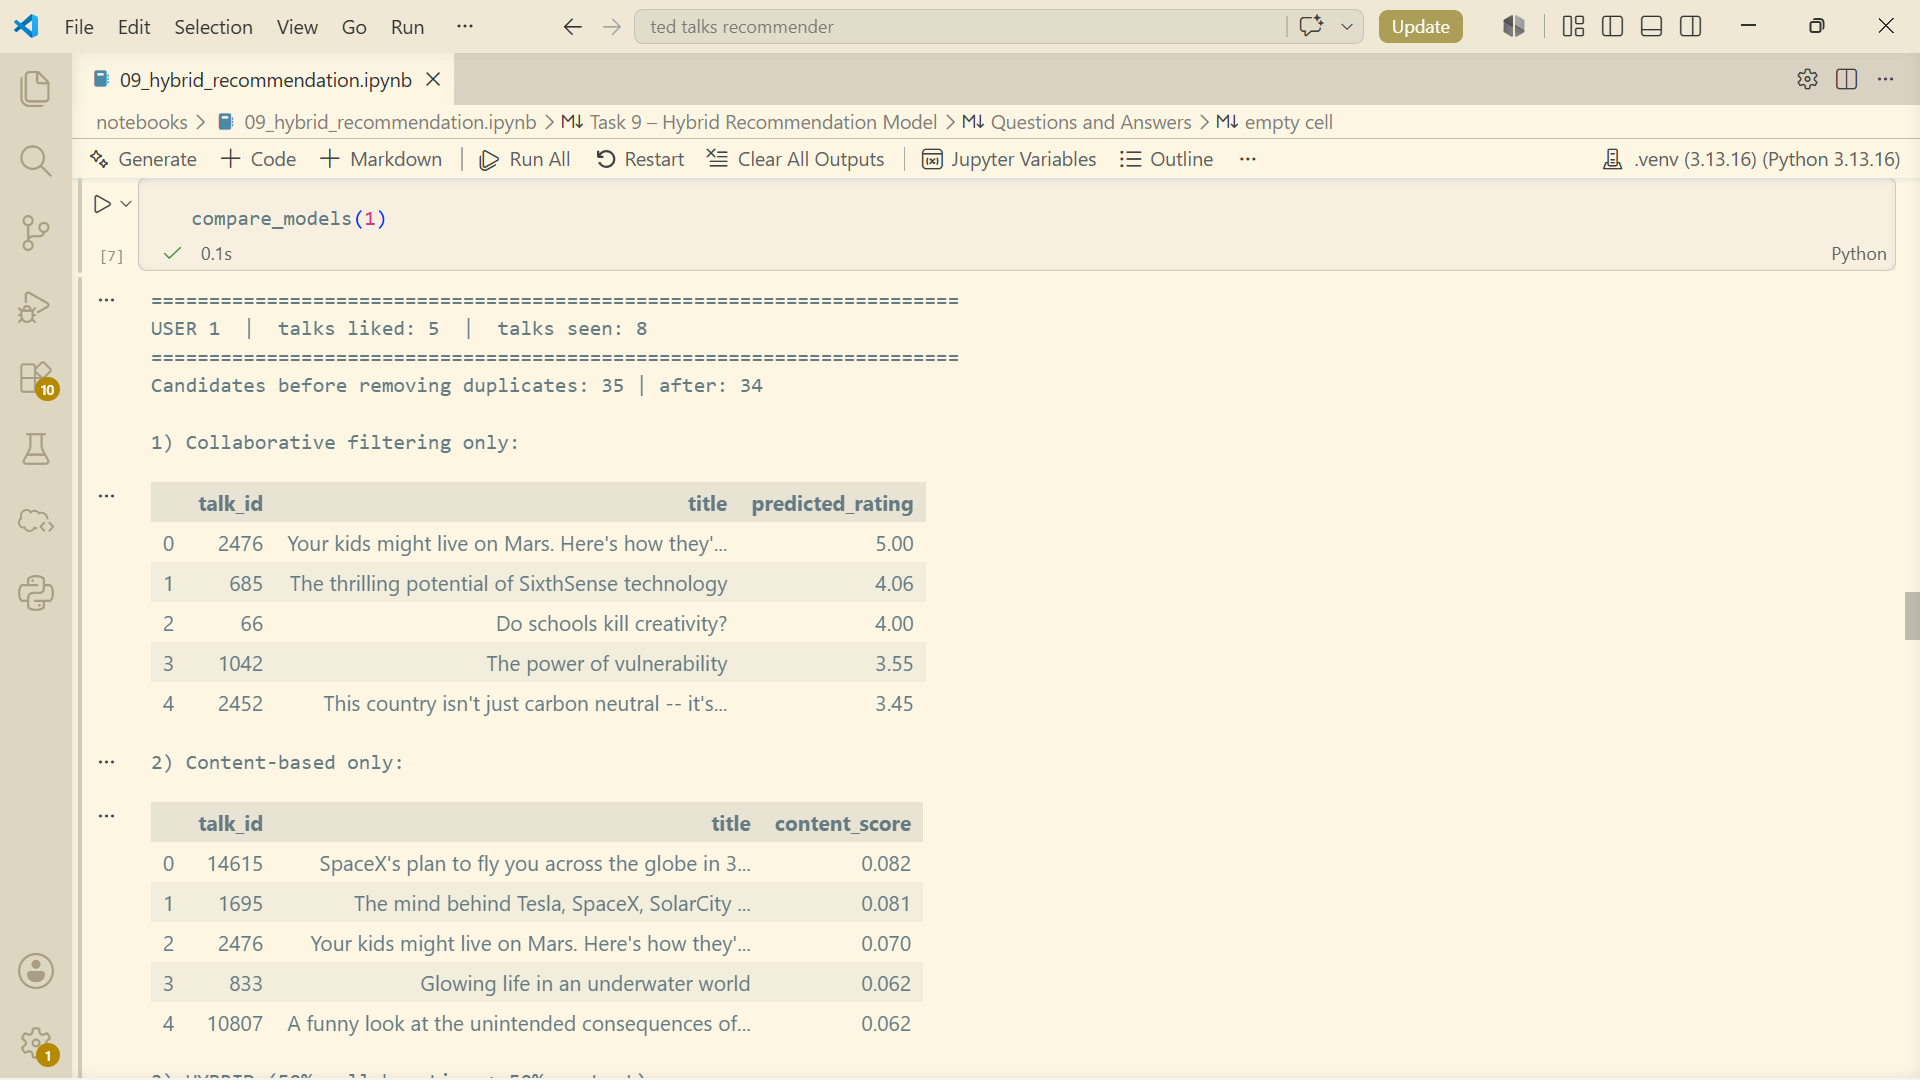 File Edit Selection View Go Run ··· ted talks recommender Update
09_hybrid_recommendation.ipynb
notebooks > 09_hybrid_recommendation.ipynb > M↓ Task 9 – Hybrid Recommendation Model > M↓ Questions and Answers > M↓ empty cell
Generate + Code + Markdown | Run All Restart Clear All Outputs | Jupyter Variables Outline ··· .venv (3.13.16) (Python 3.13.16)
compare_models(1)
[7] 0.1s Python
======================================================================
USER 1 | talks liked: 5 | talks seen: 8
======================================================================
Candidates before removing duplicates: 35 | after: 34
1) Collaborative filtering only:
talk_id title predicted_rating
0 2476 Your kids might live on Mars. Here's how they'... 5.00
1 685 The thrilling potential of SixthSense technology 4.06
2 66 Do schools kill creativity? 4.00
3 1042 The power of vulnerability 3.55
4 2452 This country isn't just carbon neutral -- it's... 3.45
2) Content-based only:
talk_id title content_score
0 14615 SpaceX's plan to fly you across the globe in 3... 0.082
1 1695 The mind behind Tesla, SpaceX, SolarCity ... 0.081
2 2476 Your kids might live on Mars. Here's how they'... 0.070
3 833 Glowing life in an underwater world 0.062
4 10807 A funny look at the unintended consequences of... 0.062
10
1